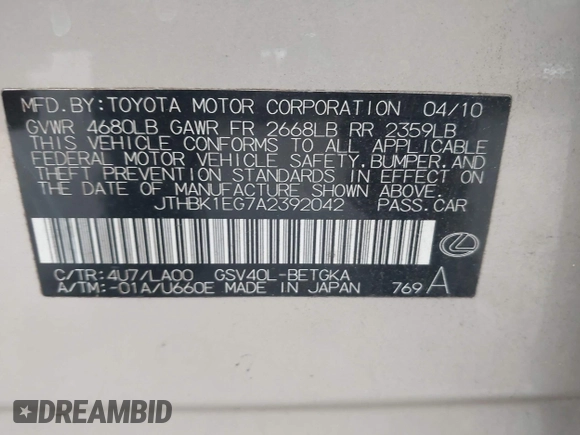 MFD.BY:TOYOTA MOTOR CORPORATION 04/10
GVWR 4680LB GAWR FR 2668LB RR 2359LB
THIS VEHICLE CONFORMS TO ALL APPLICABLE
FEDERAL MOTOR VEHICLE SAFETY,BUMPER,AND
THEFT PREVENTION STANDARDS IN EFFECT ON
THE DATE OF MANUFACTURE SHOWN ABOVE.
JTHBK1EG7A2392042 PASS.CAR
C/TR:4U7/LA00 GSV40L-BETGKA
A/TM:-01A/U660E MADE IN JAPAN 769 A
DREAMBID